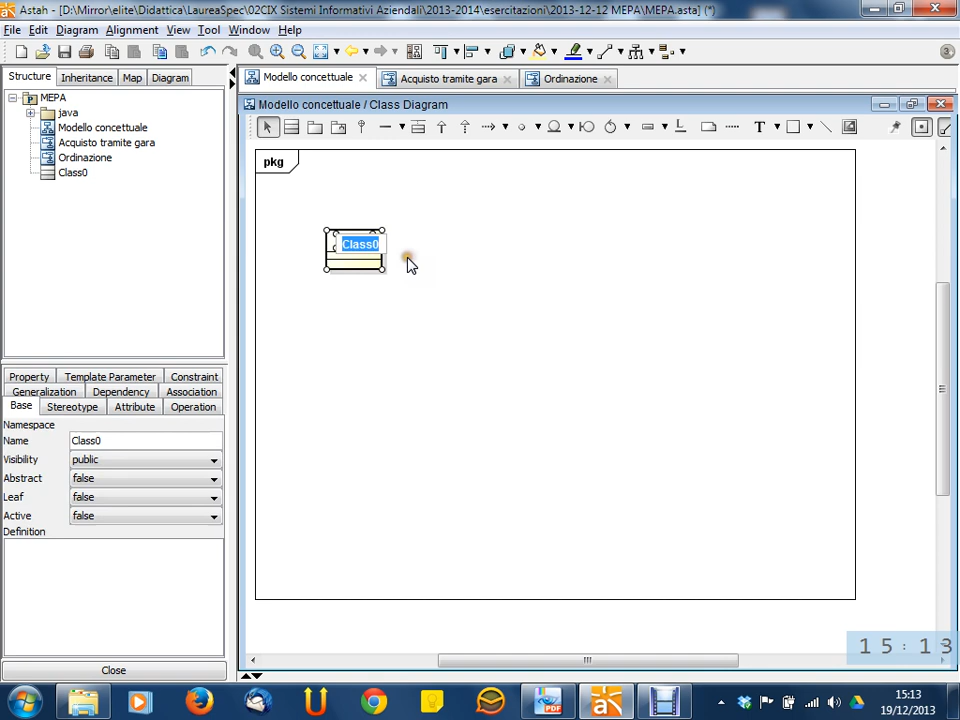 Astah - [D:\Mirror\elite\Didattica\LaureaSpec\02CIX Sistemi Informativi Aziendali\2013-2014\esercitazioni\2013-12-12 MEPA\MEPA.asta] (*)
File Edit Diagram Alignment View Tool Window Help
Structure Inheritance Map Diagram
MEPA
java
Modello concettuale
Acquisto tramite gara
Ordinazione
Class0
Modello concettuale Acquisto tramite gara Ordinazione
Modello concettuale / Class Diagram
T
pkg
Class0
Property Template Parameter Constraint
Generalization Dependency Association
Base Stereotype Attribute Operation
Namespace
Name Class0
Visibility public
Abstract false
Leaf false
Active false
Definition
Close
15:13
PDF
15:13
19/12/2013